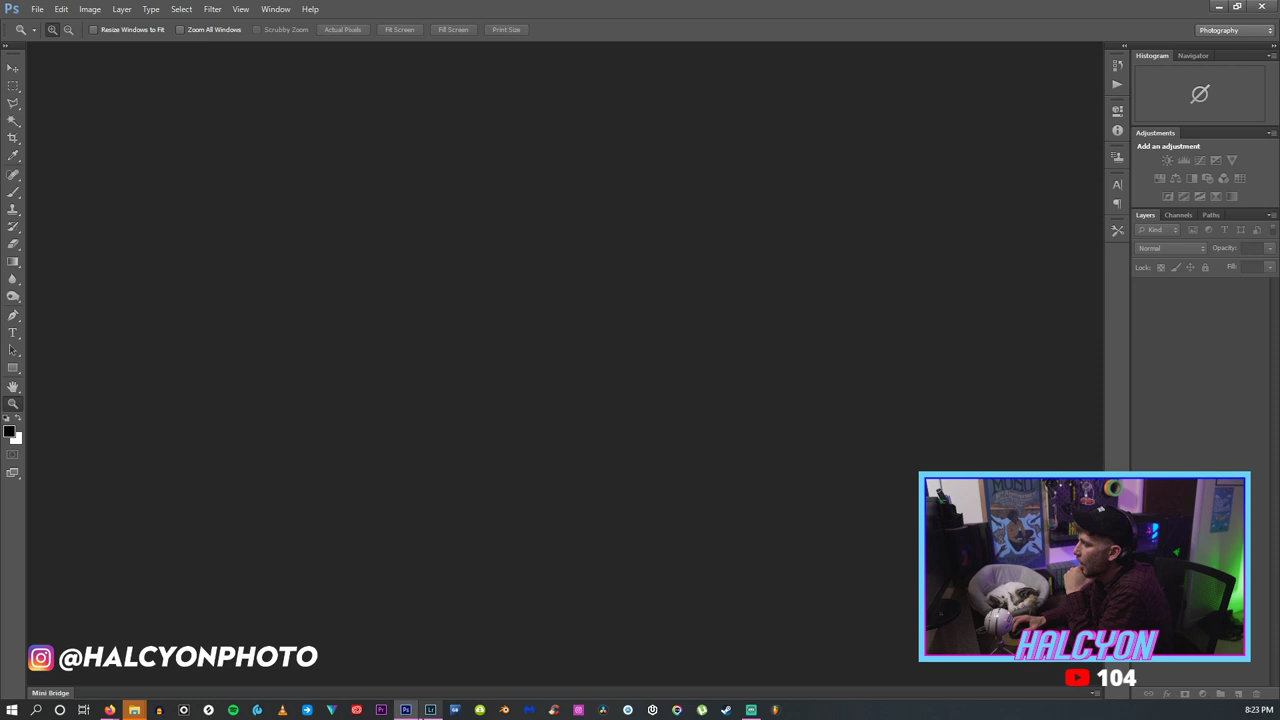 Ps File Edit Image Layer Type Select Filter View Window Help
Resize Windows to Fit Zoom All Windows Scrubby Zoom Actual Pixels Fit Screen Fill Screen Print Size Photography
Histogram Navigator
Adjustments
Add an adjustment
Layers Channels Paths
Kind
Normal Opacity:
Lock: Fill:
HALCYON
@HALCYONPHOTO
104
Mini Bridge
8:23 PM